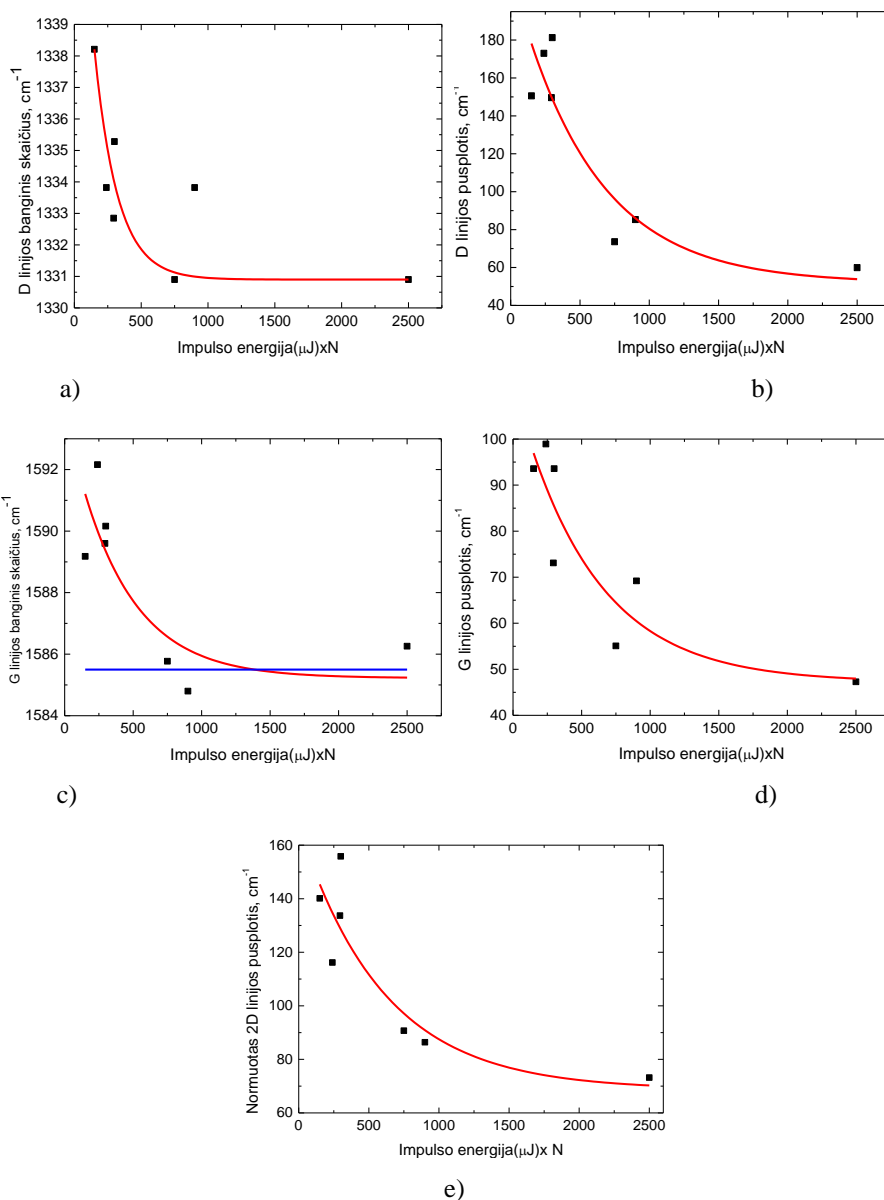 1339
1338
1337
1336
1335
1334
1333
1332
1331
1330
D linijos banginis skaičius, cm⁻¹
0 500 1000 1500 2000 2500
Impulso energija(μJ)xN
a)
180
160
140
120
100
80
60
40
D linijos pusplotis, cm⁻¹
0 500 1000 1500 2000 2500
Impulso energija(μJ)xN
b)
1592
1590
1588
1586
1584
G linijos banginis skaičius, cm⁻¹
0 500 1000 1500 2000 2500
Impulso energija(μJ)xN
c)
100
90
80
70
60
50
40
G linijos pusplotis, cm⁻¹
0 500 1000 1500 2000 2500
Impulso energija(μJ)xN
d)
160
140
120
100
80
60
Normuotas 2D linijos pusplotis, cm⁻¹
0 500 1000 1500 2000 2500
Impulso energija(μJ)x N
e)